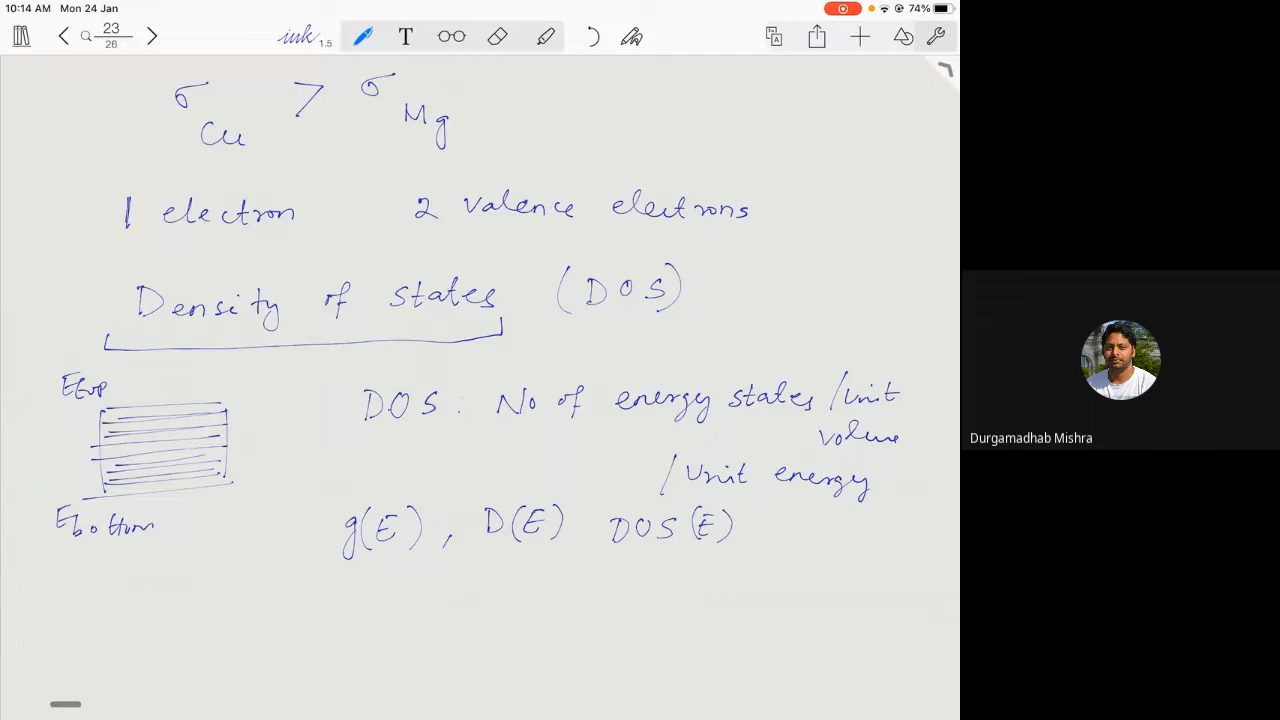 10:14 AM Mon 24 Jan
74%
23
26
ink 1.5
T
A
σ Cu > σ Mg
1 electron 2 valence electrons
Density of states (DOS)
Etop
DOS : No of energy states / Unit
volume
/ Unit energy
Ebottom
g(E) , D(E) DOS(E)
Durgamadhab Mishra